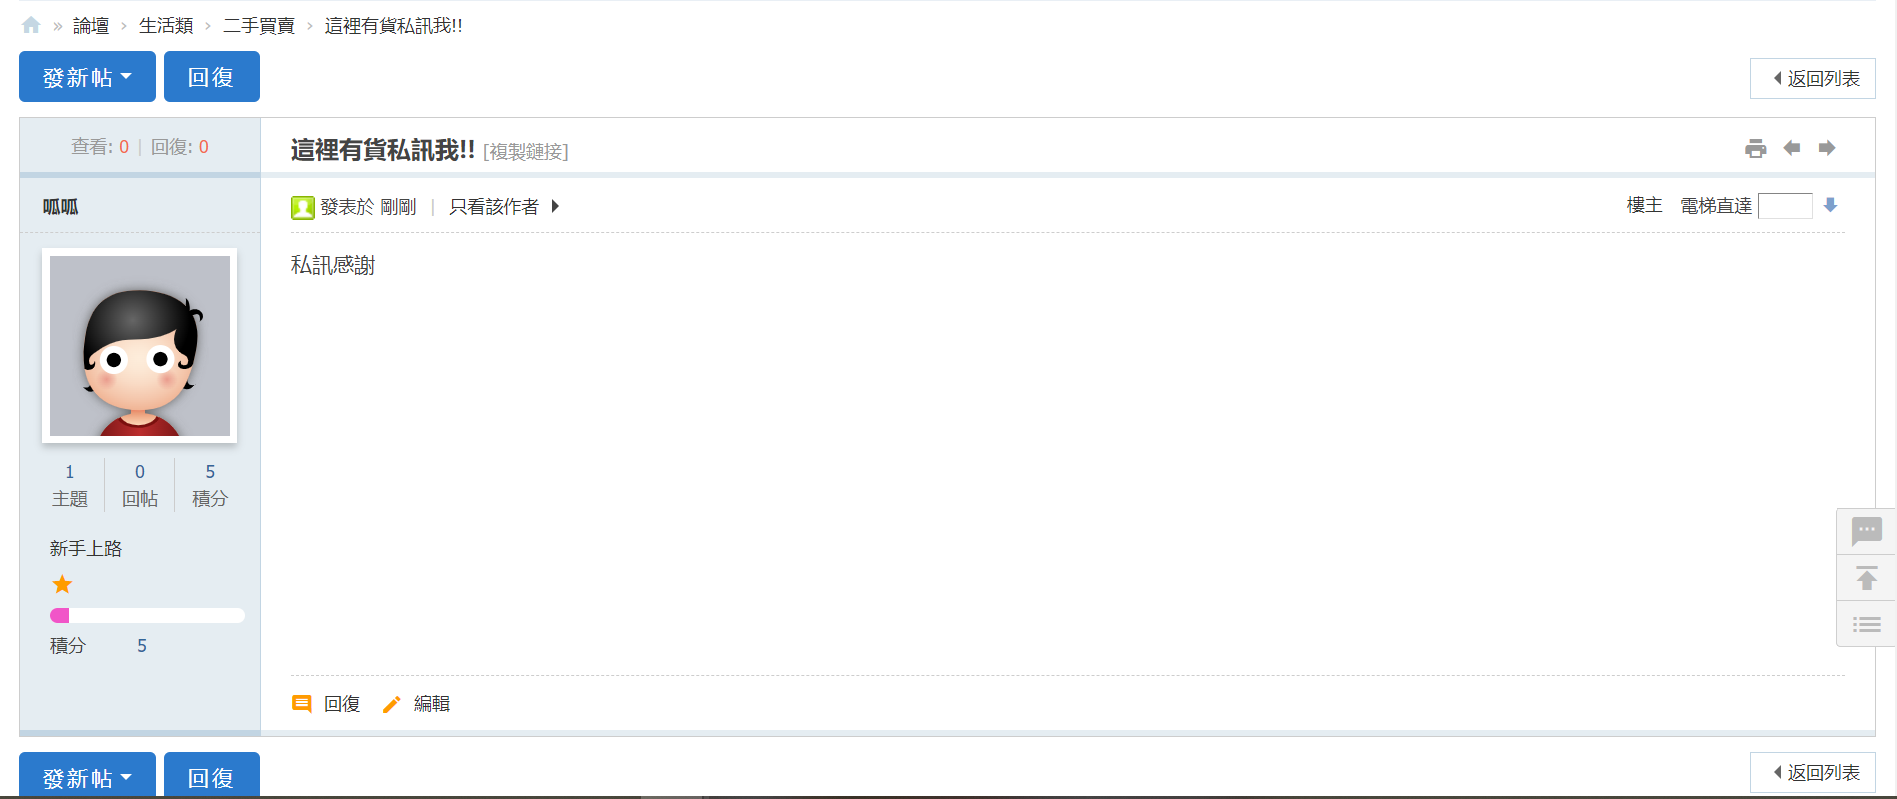 » 論壇 › 生活類 › 二手買賣 › 這裡有貨私訊我!!
發新帖 回復 返回列表
查看: 0 | 回復: 0
這裡有貨私訊我!! [複製鏈接]
呱呱
發表於 剛剛 | 只看該作者
樓主 電梯直達
私訊感謝
1 0 5
主題 回帖 積分
新手上路
積分 5
回復 編輯
發新帖 回復 返回列表